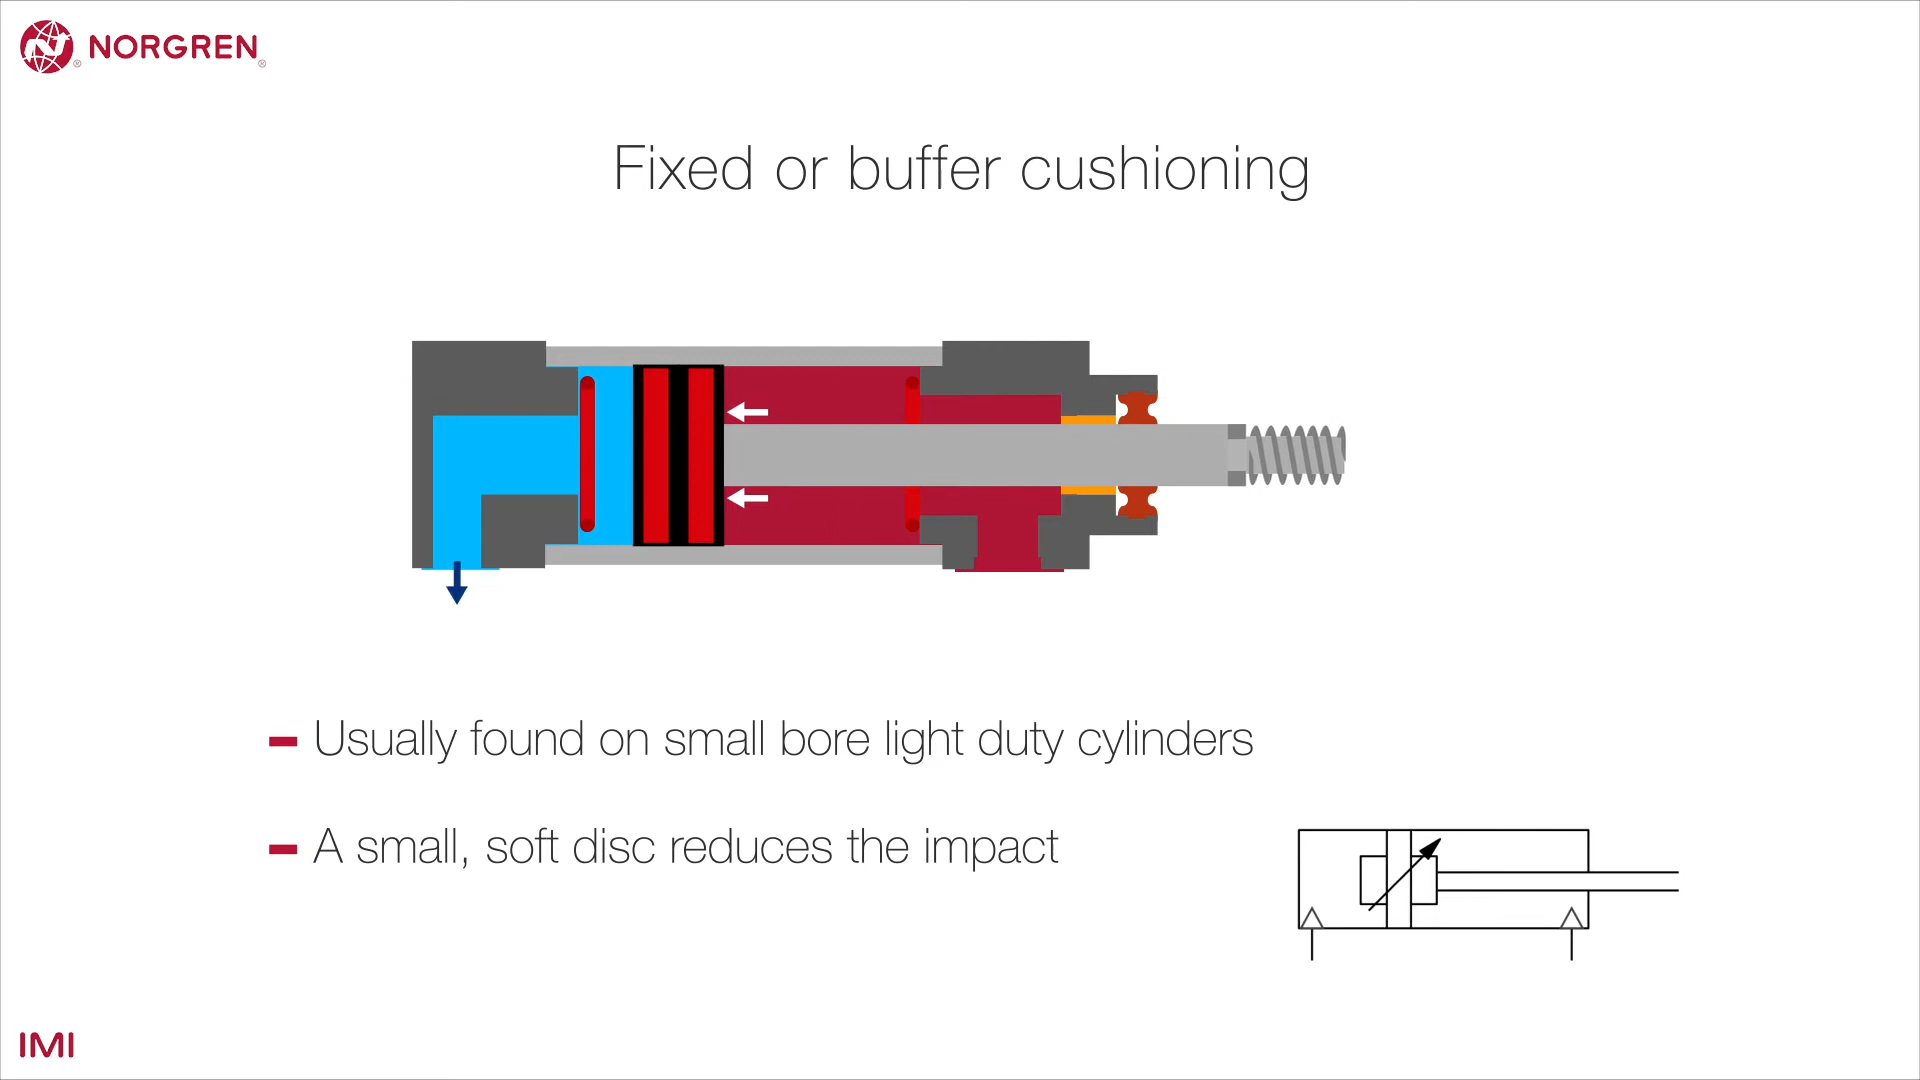 NORGREN
Fixed or buffer cushioning
Usually found on small bore light duty cylinders
A small, soft disc reduces the impact
IMI